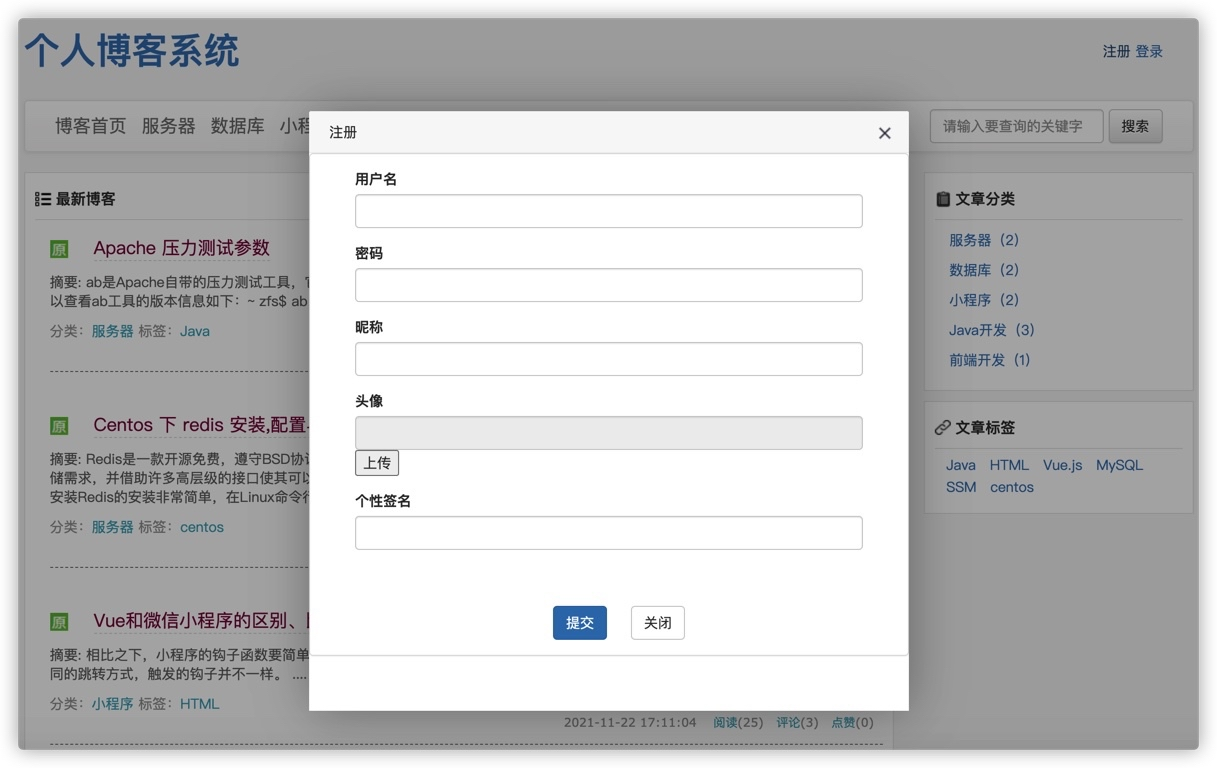 个人博客系统
注册 登录
博客首页 服务器 数据库 小程
请输入要查询的关键字 搜索
注册
用户名
密码
昵称
头像
上传
个性签名
提交 关闭
最新博客
原 Apache 压力测试参数
摘要: ab是Apache自带的压力测试工具，
以查看ab工具的版本信息如下：~ zfs$ ab
分类：服务器 标签：Java
原 Centos 下 redis 安装,配置
摘要: Redis是一款开源免费，遵守BSD协
储需求，并借助许多高层级的接口使其可以
安装Redis的安装非常简单，在Linux命令行
分类：服务器 标签：centos
原 Vue和微信小程序的区别、
摘要: 相比之下，小程序的钩子函数要简单
同的跳转方式，触发的钩子并不一样。 ....
分类：小程序 标签：HTML
2021-11-22 17:11:04 阅读(25) 评论(3) 点赞(0)
文章分类
服务器（2）
数据库（2）
小程序（2）
Java开发（3）
前端开发（1）
文章标签
Java HTML Vue.js MySQL
SSM centos